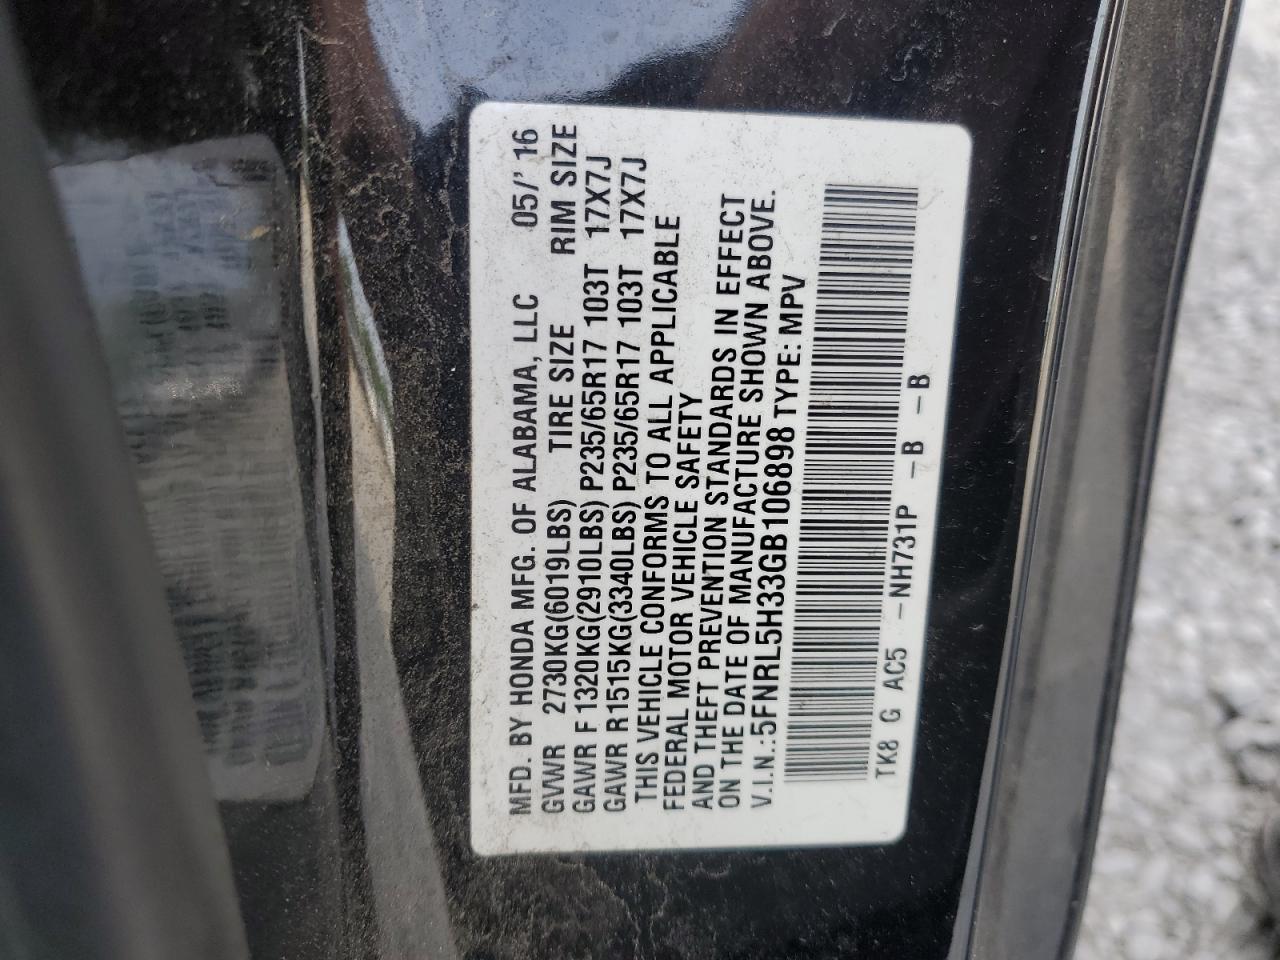 MFD. BY HONDA MFG. OF ALABAMA, LLC 05/'16
GVWR 2730KG(6019LBS) TIRE SIZE RIM SIZE
GAWR F 1320KG(2910LBS) P235/65R17 103T 17X7J
GAWR R1515KG(3340LBS) P235/65R17 103T 17X7J
THIS VEHICLE CONFORMS TO ALL APPLICABLE
FEDERAL MOTOR VEHICLE SAFETY
AND THEFT PREVENTION STANDARDS IN EFFECT
ON THE DATE OF MANUFACTURE SHOWN ABOVE.
V.I.N.:5FNRL5H33GB106898 TYPE: MPV
TK8 G AC5 -NH731P -B -B